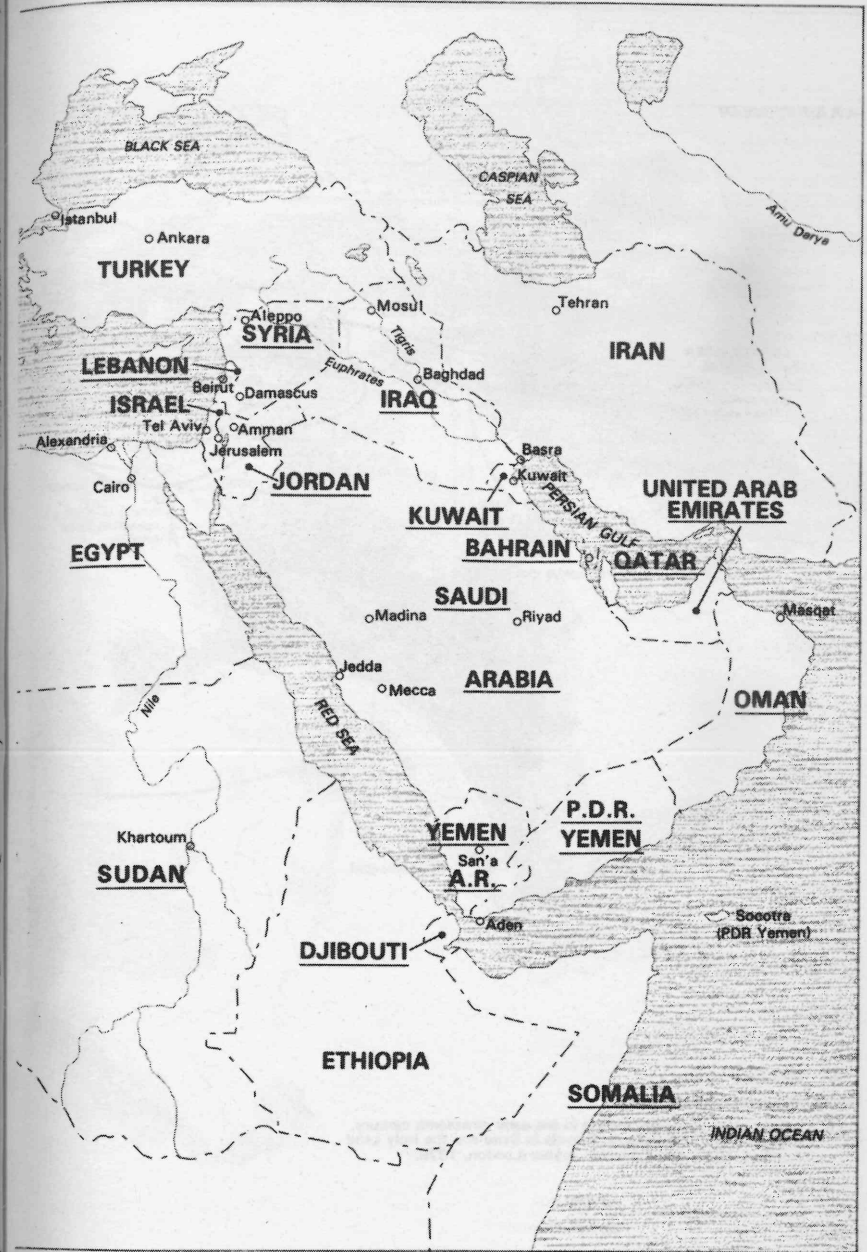 BLACK SEA
CASPIAN
SEA
Amu Darya
Istanbul
Ankara
TURKEY
Aleppo
SYRIA
Mosul
Tigris
Tehran
IRAN
LEBANON
Beirut
Euphrates
Baghdad
IRAQ
Damascus
ISRAEL
Tel Aviv
Amman
Jerusalem
JORDAN
Alexandria
Cairo
Basra
Kuwait
KUWAIT
PERSIAN GULF
UNITED ARAB
EMIRATES
EGYPT
BAHRAIN
QATAR
SAUDI
ARABIA
Madina
Riyad
Masqat
Jedda
Mecca
OMAN
Nile
RED SEA
P.D.R.
YEMEN
YEMEN
San'a
A.R.
Khartoum
SUDAN
Aden
Socotra
(PDR Yemen)
DJIBOUTI
ETHIOPIA
SOMALIA
INDIAN OCEAN